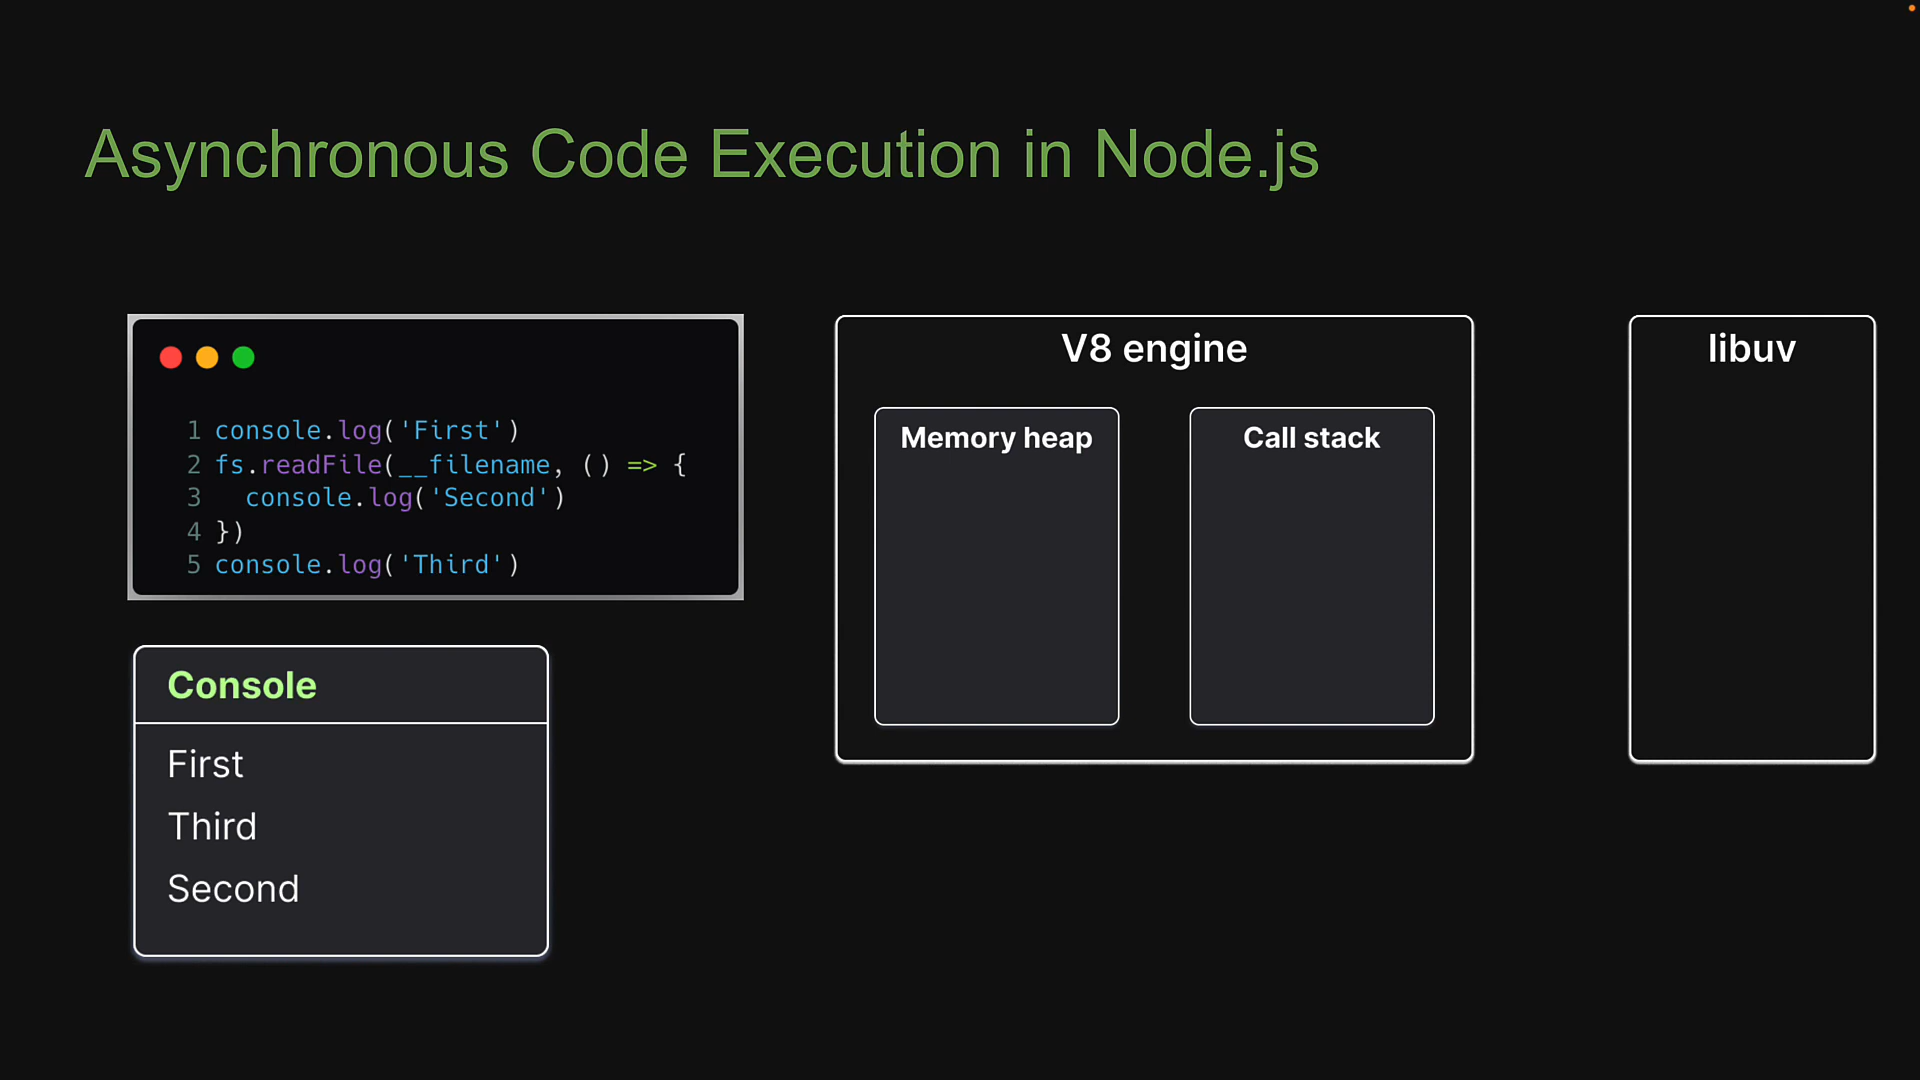 Asynchronous Code Execution in Node.js
1 console.log('First')
2 fs.readFile(__filename, () => {
3   console.log('Second')
4 })
5 console.log('Third')
Console
First
Third
Second
V8 engine
Memory heap
Call stack
libuv